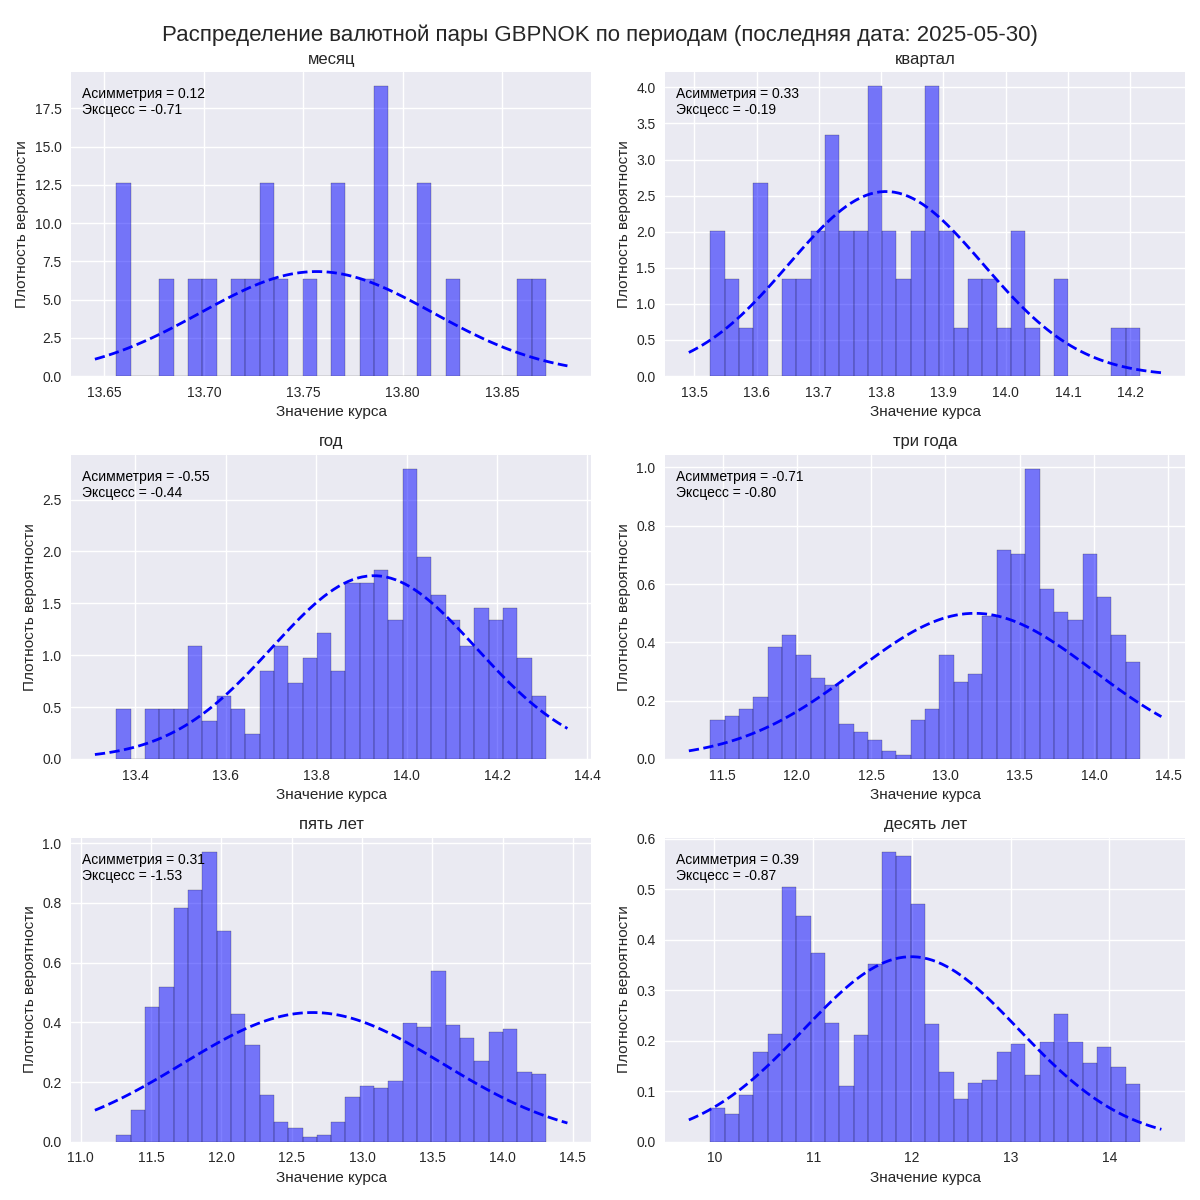 Распределение валютной пары GBPNOK по периодам (последняя дата: 2025-05-30)
месяц
Асимметрия = 0.12
Эксцесс = -0.71
Плотность вероятности
17.5
15.0
12.5
10.0
7.5
5.0
2.5
0.0
13.65 13.70 13.75 13.80 13.85
Значение курса
квартал
Асимметрия = 0.33
Эксцесс = -0.19
Плотность вероятности
4.0
3.5
3.0
2.5
2.0
1.5
1.0
0.5
0.0
13.5 13.6 13.7 13.8 13.9 14.0 14.1 14.2
Значение курса
год
Асимметрия = -0.55
Эксцесс = -0.44
Плотность вероятности
2.5
2.0
1.5
1.0
0.5
0.0
13.4 13.6 13.8 14.0 14.2 14.4
Значение курса
три года
Асимметрия = -0.71
Эксцесс = -0.80
Плотность вероятности
1.0
0.8
0.6
0.4
0.2
0.0
11.5 12.0 12.5 13.0 13.5 14.0 14.5
Значение курса
пять лет
Асимметрия = 0.31
Эксцесс = -1.53
Плотность вероятности
1.0
0.8
0.6
0.4
0.2
0.0
11.0 11.5 12.0 12.5 13.0 13.5 14.0 14.5
Значение курса
десять лет
Асимметрия = 0.39
Эксцесс = -0.87
Плотность вероятности
0.6
0.5
0.4
0.3
0.2
0.1
0.0
10 11 12 13 14
Значение курса